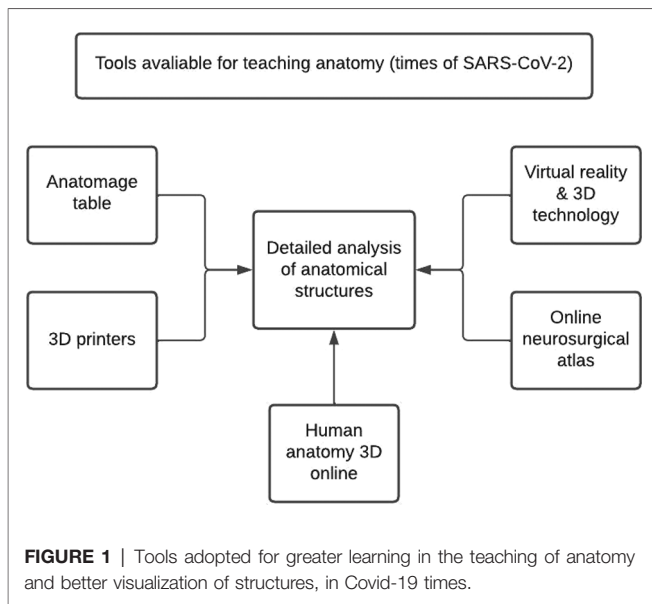 Tools avaliable for teaching anatomy (times of SARS-CoV-2)
Anatomage
table
Virtual reality
& 3D
technology
Detailed analysis
of anatomical
structures
3D printers
Online
neurosurgical
atlas
Human
anatomy 3D
online
FIGURE 1 | Tools adopted for greater learning in the teaching of anatomy
and better visualization of structures, in Covid-19 times.